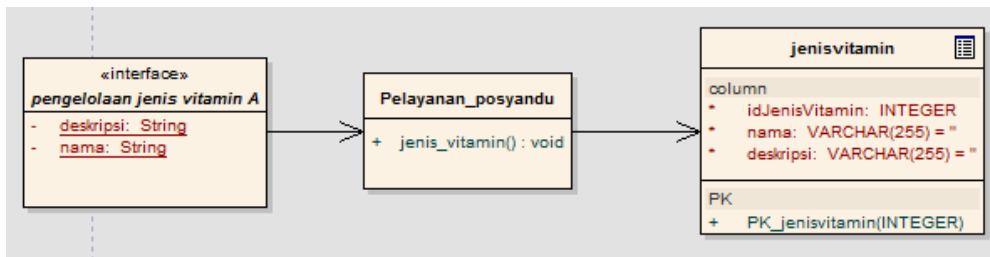 «interface»
pengelolaan jenis vitamin A
- deskripsi: String
- nama: String
Pelayanan_posyandu
+ jenis_vitamin() : void
jenisvitamin
column
* idJenisVitamin: INTEGER
* nama: VARCHAR(255) = ''
* deskripsi: VARCHAR(255) = ''
PK
+ PK_jenisvitamin(INTEGER)